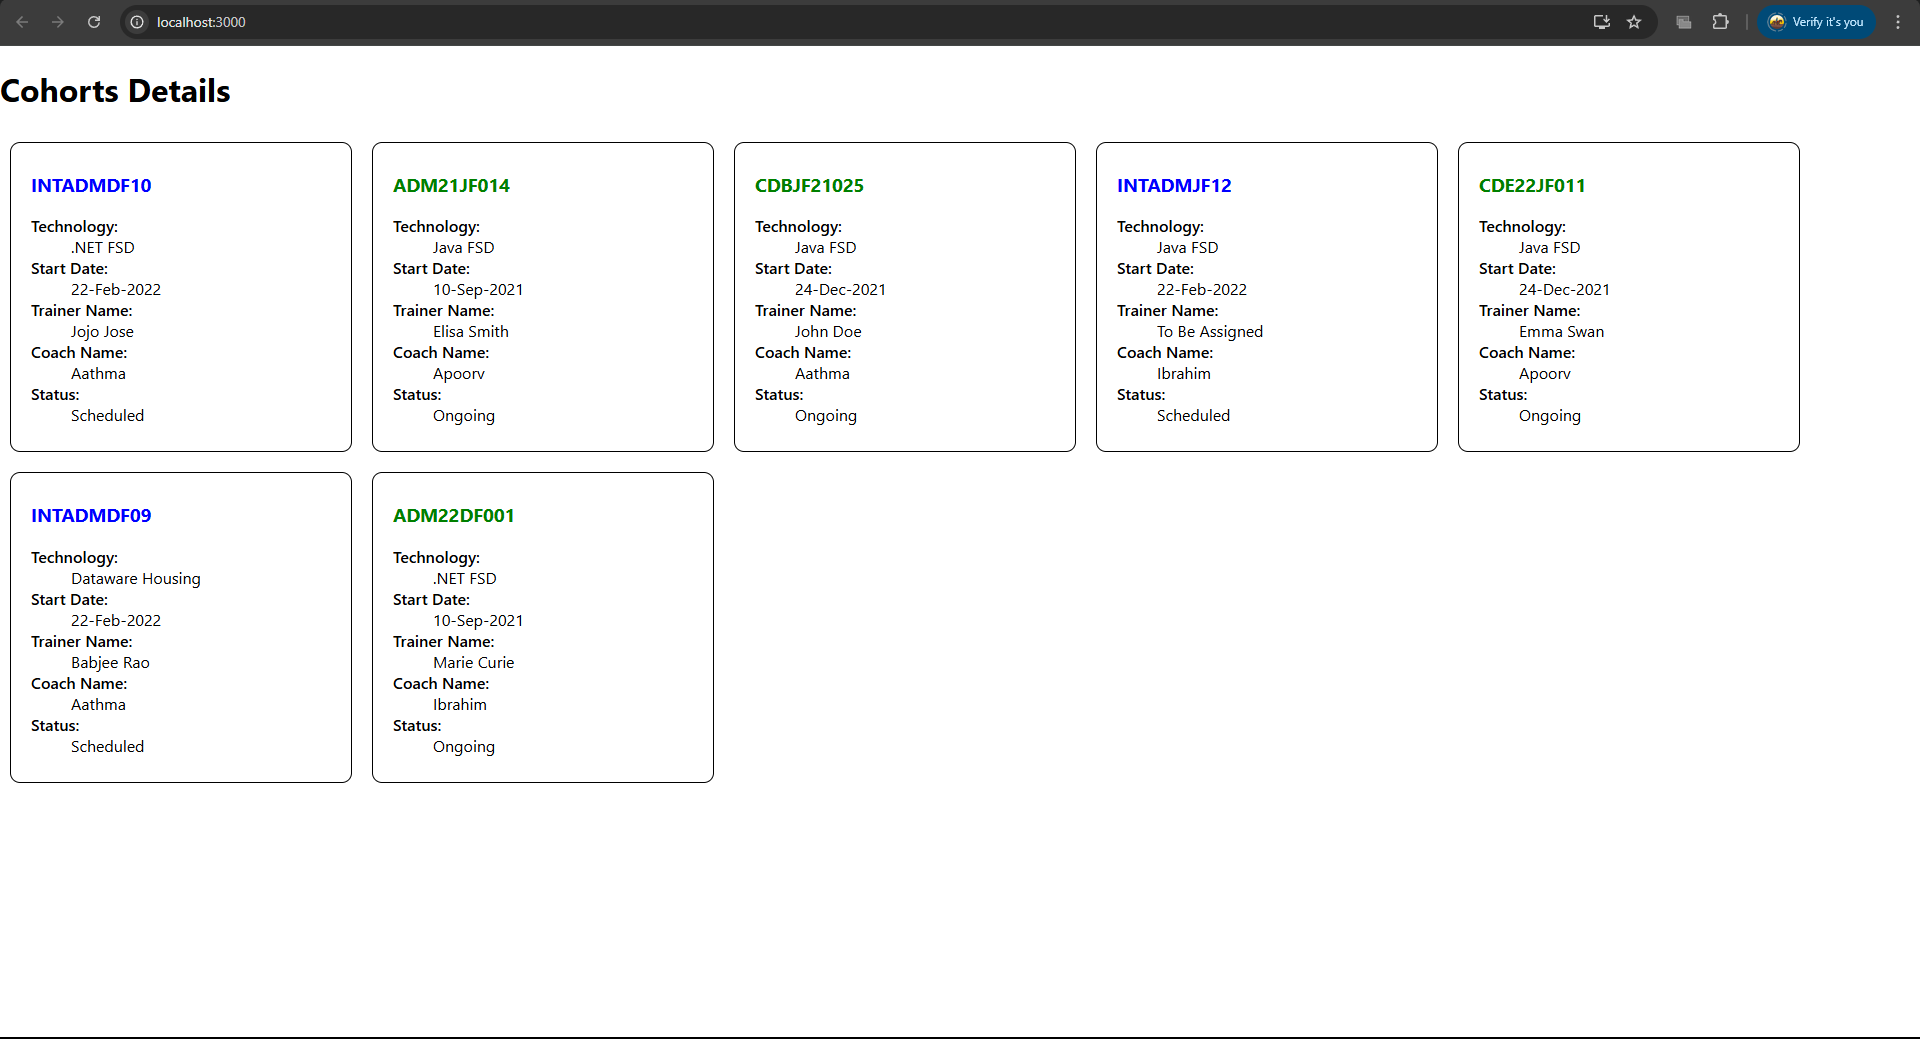 localhost:3000
Verify it's you
Cohorts Details
INTADMDF10
Technology:
.NET FSD
Start Date:
22-Feb-2022
Trainer Name:
Jojo Jose
Coach Name:
Aathma
Status:
Scheduled
ADM21JF014
Technology:
Java FSD
Start Date:
10-Sep-2021
Trainer Name:
Elisa Smith
Coach Name:
Apoorv
Status:
Ongoing
CDBJF21025
Technology:
Java FSD
Start Date:
24-Dec-2021
Trainer Name:
John Doe
Coach Name:
Aathma
Status:
Ongoing
INTADMJF12
Technology:
Java FSD
Start Date:
22-Feb-2022
Trainer Name:
To Be Assigned
Coach Name:
Ibrahim
Status:
Scheduled
CDE22JF011
Technology:
Java FSD
Start Date:
24-Dec-2021
Trainer Name:
Emma Swan
Coach Name:
Apoorv
Status:
Ongoing
INTADMDF09
Technology:
Dataware Housing
Start Date:
22-Feb-2022
Trainer Name:
Babjee Rao
Coach Name:
Aathma
Status:
Scheduled
ADM22DF001
Technology:
.NET FSD
Start Date:
10-Sep-2021
Trainer Name:
Marie Curie
Coach Name:
Ibrahim
Status:
Ongoing